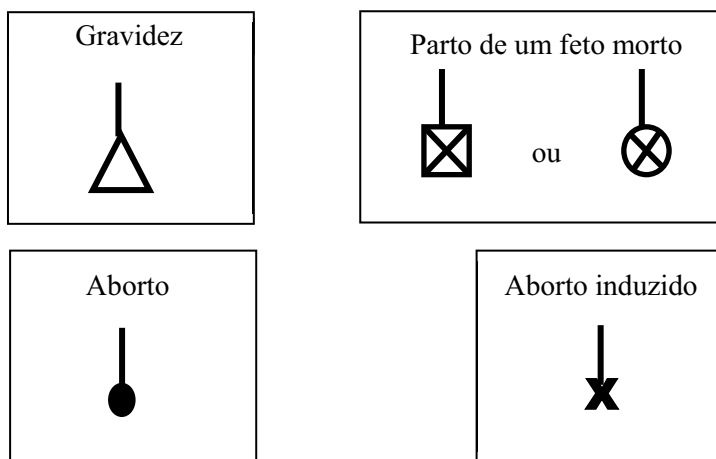 Gravidez
Parto de um feto morto
ou
Aborto
Aborto induzido